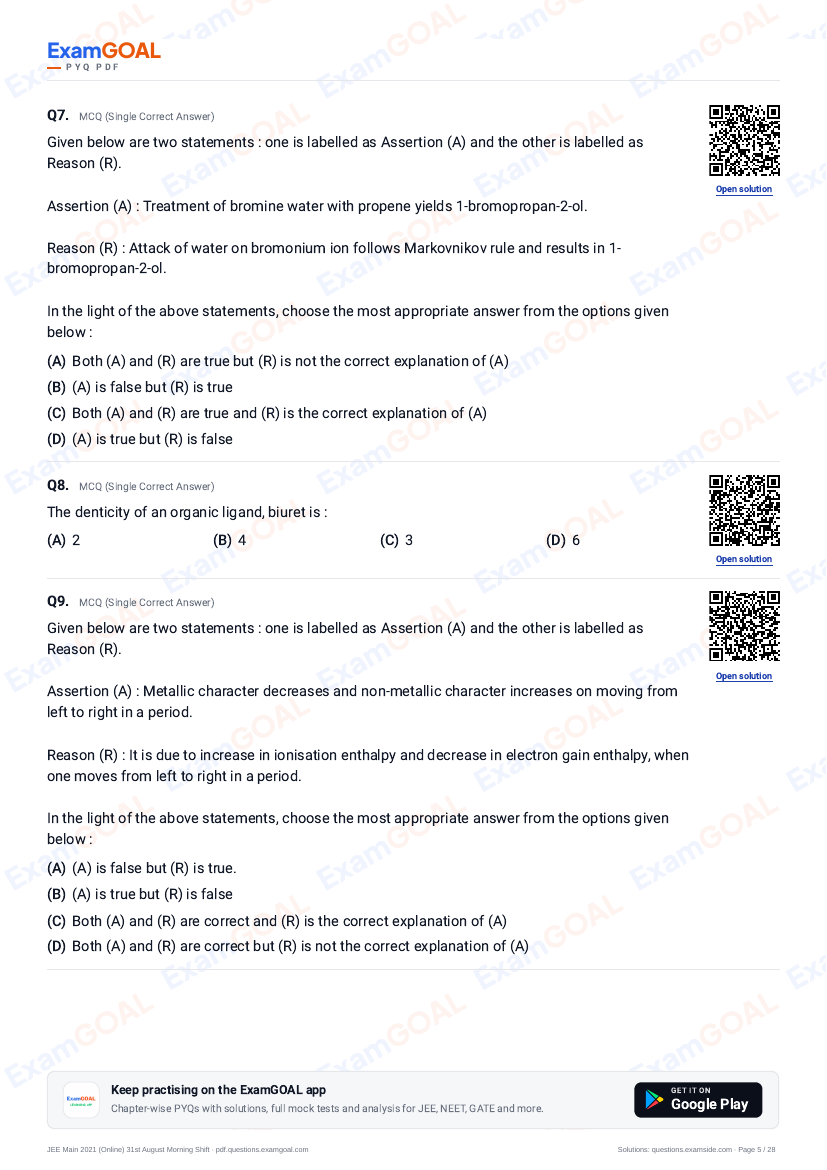 ExamGOAL
PYQ PDF
Q7. MCQ (Single Correct Answer)
Given below are two statements : one is labelled as Assertion (A) and the other is labelled as
Reason (R).
Assertion (A) : Treatment of bromine water with propene yields 1-bromopropan-2-ol.
Reason (R) : Attack of water on bromonium ion follows Markovnikov rule and results in 1-
bromopropan-2-ol.
In the light of the above statements, choose the most appropriate answer from the options given
below :
(A) Both (A) and (R) are true but (R) is not the correct explanation of (A)
(B) (A) is false but (R) is true
(C) Both (A) and (R) are true and (R) is the correct explanation of (A)
(D) (A) is true but (R) is false
Open solution
Q8. MCQ (Single Correct Answer)
The denticity of an organic ligand, biuret is :
(A) 2 (B) 4 (C) 3 (D) 6
Open solution
Q9. MCQ (Single Correct Answer)
Given below are two statements : one is labelled as Assertion (A) and the other is labelled as
Reason (R).
Assertion (A) : Metallic character decreases and non-metallic character increases on moving from
left to right in a period.
Reason (R) : It is due to increase in ionisation enthalpy and decrease in electron gain enthalpy, when
one moves from left to right in a period.
In the light of the above statements, choose the most appropriate answer from the options given
below :
(A) (A) is false but (R) is true.
(B) (A) is true but (R) is false
(C) Both (A) and (R) are correct and (R) is the correct explanation of (A)
(D) Both (A) and (R) are correct but (R) is not the correct explanation of (A)
Open solution
ExamGOAL
Keep practising on the ExamGOAL app
Chapter-wise PYQs with solutions, full mock tests and analysis for JEE, NEET, GATE and more.
GET IT ON
Google Play
JEE Main 2021 (Online) 31st August Morning Shift · pdf.questions.examgoal.com
Solutions: questions.examside.com · Page 5 / 28